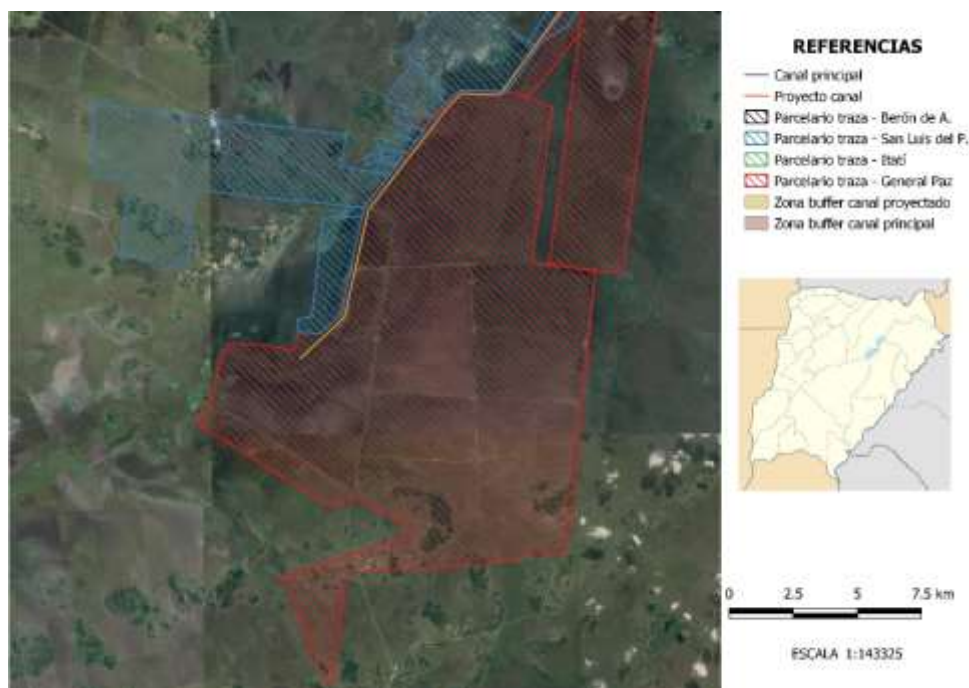 REFERENCIAS
Canal principal
Proyecto canal
Parcelario traza - Berón de A.
Parcelario traza - San Luis del P.
Parcelario traza - Itatí
Parcelario traza - General Paz
Zona buffer canal proyectado
Zona buffer canal principal
0 2.5 5 7.5 km
ESCALA 1:143325